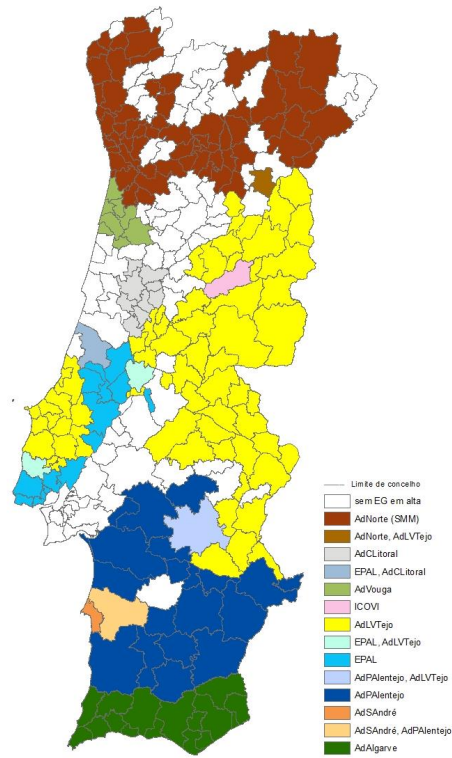 Limite de concelho
sem EG em alta
AdNorte (SMM)
AdNorte, AdLVTejo
AdCLitoral
EPAL, AdCLitoral
AdVouga
ICOVI
AdLVTejo
EPAL, AdLVTejo
EPAL
AdPAlentejo, AdLVTejo
AdPAlentejo
AdSAndré
AdSAndré, AdPAlentejo
AdAlgarve